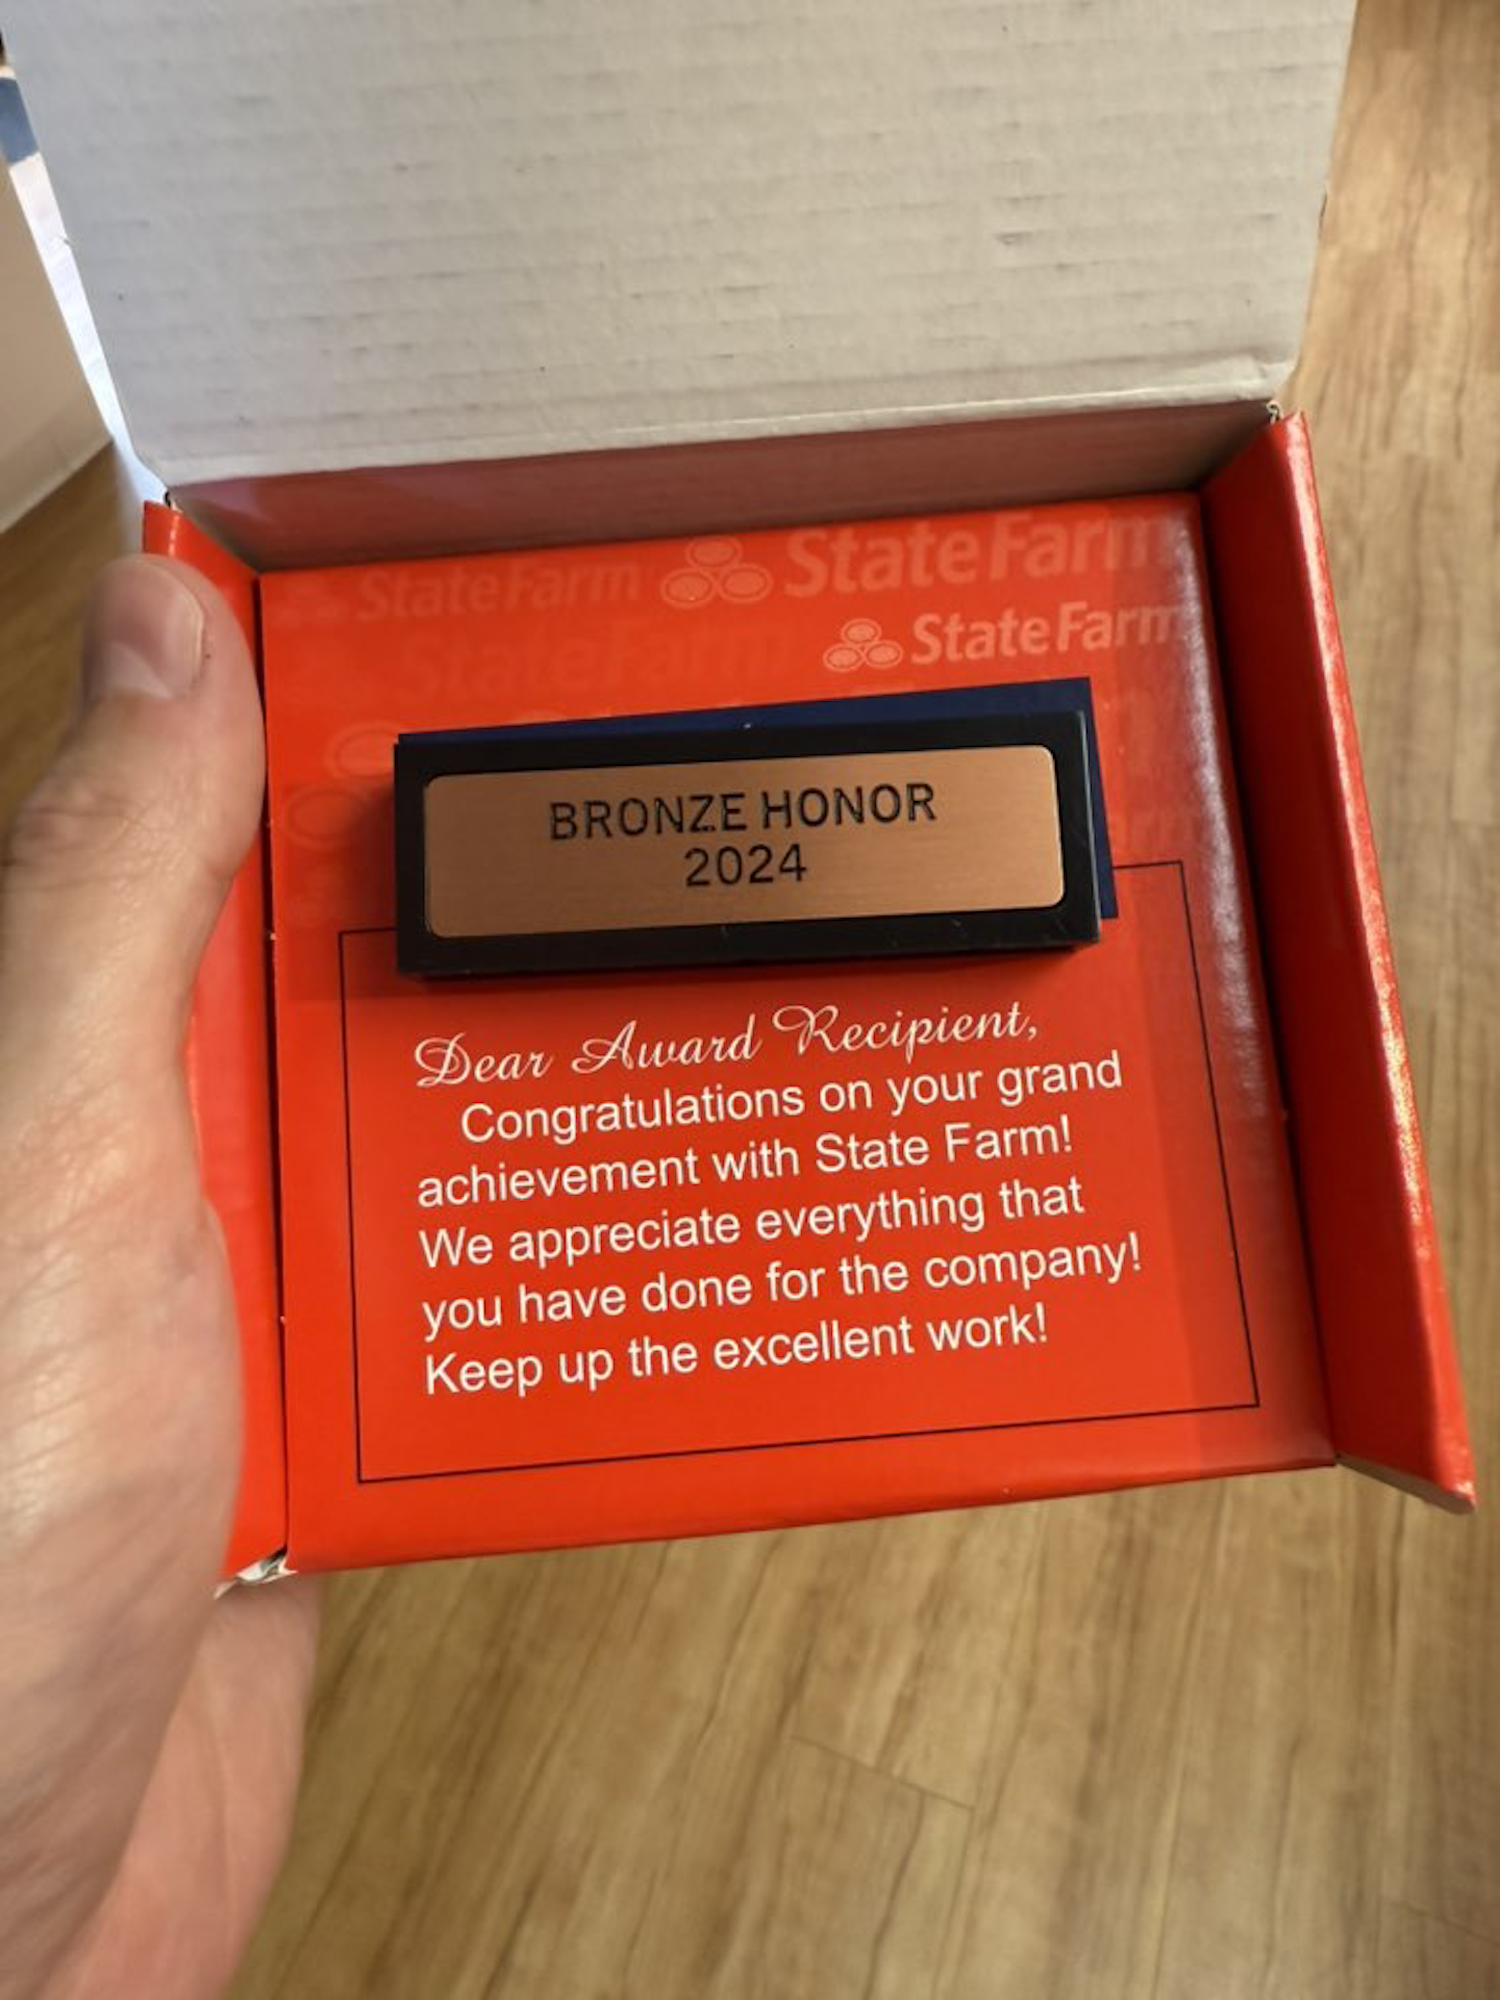 StateFarm StateFarm
StateFarm StateFarm
BRONZE HONOR
2024
Dear Award Recipient,
Congratulations on your grand
achievement with State Farm!
We appreciate everything that
you have done for the company!
Keep up the excellent work!